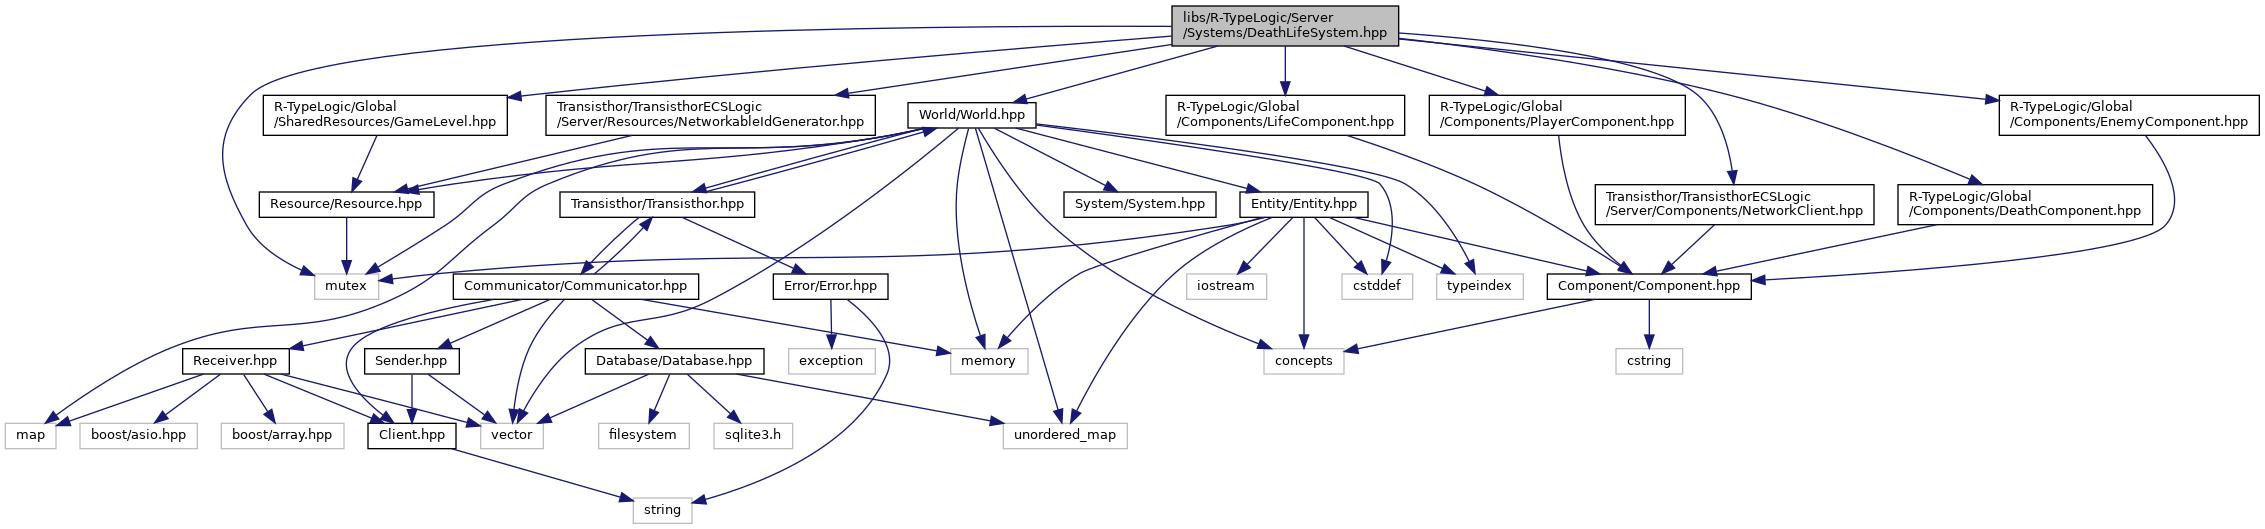 libs/R-TypeLogic/Server
/Systems/DeathLifeSystem.hpp
R-TypeLogic/Global
/SharedResources/GameLevel.hpp
Transisthor/TransisthorECSLogic
/Server/Resources/NetworkableIdGenerator.hpp
World/World.hpp
R-TypeLogic/Global
/Components/LifeComponent.hpp
R-TypeLogic/Global
/Components/PlayerComponent.hpp
R-TypeLogic/Global
/Components/EnemyComponent.hpp
Resource/Resource.hpp
Transisthor/Transisthor.hpp
System/System.hpp
Entity/Entity.hpp
Transisthor/TransisthorECSLogic
/Server/Components/NetworkClient.hpp
R-TypeLogic/Global
/Components/DeathComponent.hpp
mutex
Communicator/Communicator.hpp
Error/Error.hpp
iostream
cstddef
typeindex
Component/Component.hpp
Receiver.hpp
Sender.hpp
Database/Database.hpp
exception
memory
concepts
cstring
map
boost/asio.hpp
boost/array.hpp
Client.hpp
vector
filesystem
sqlite3.h
unordered_map
string